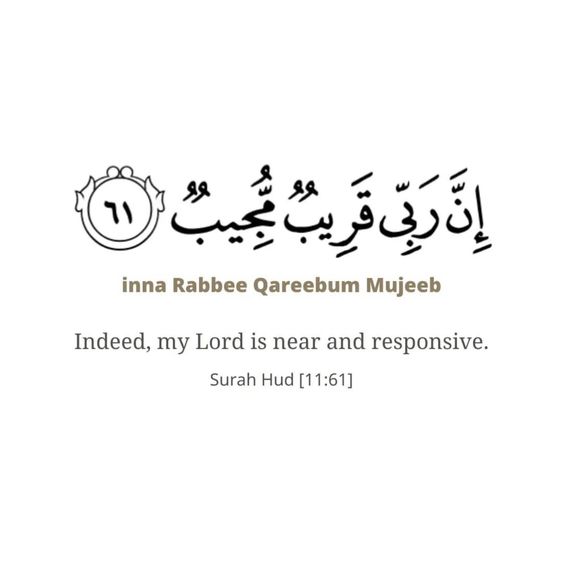 إِنَّ رَبِّي قَرِيبٌ مُّجِيبٌ ٦١
inna Rabbee Qareebum Mujeeb
Indeed, my Lord is near and responsive.
Surah Hud [11:61]